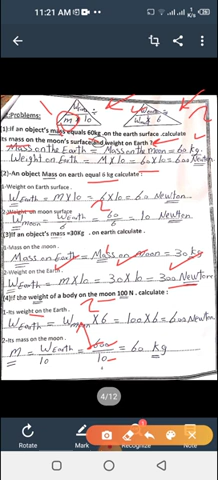 11:21 AM
W Earth
÷
m × 10
W Earth
÷
W × 6
Problems:
(1):If an object's mass equals 60kg on the earth surface .calculate
its mass on the moon's surface and weight on Earth ?
Mass on the Earth = Mass on the moon = 60 kg.
Weight on Earth = M X 10 = 60 X 10 = 600 Newton.
(2)-An object Mass on earth equal 6 kg calculate :
1-Weight on Earth surface .
W Earth = M X 10 = 6 X 10 = 60 Newton.
2-Weight on moon surface
W moon = W Earth / 6 = 60 / 6 = 10 Newton.
(3)If an object's mass =30Kg . on earth calculate .
1-Mass on the moon.
Mass on Earth = Mass on moon = 30 kg
2-Weight on the Earth
W Earth = m X 10 = 30 X 10 = 300 Newton
(4)If the weight of a body on the moon 100 N . calculate :
1-Its weight on the Earth .
W Earth = W moon X 6 = 100 X 6 = 600 Newton
2-Its mass on the moon .
m = W Earth / 10 = 600 / 10 = 60 kg
4/12
Rotate
Mark
Recognize